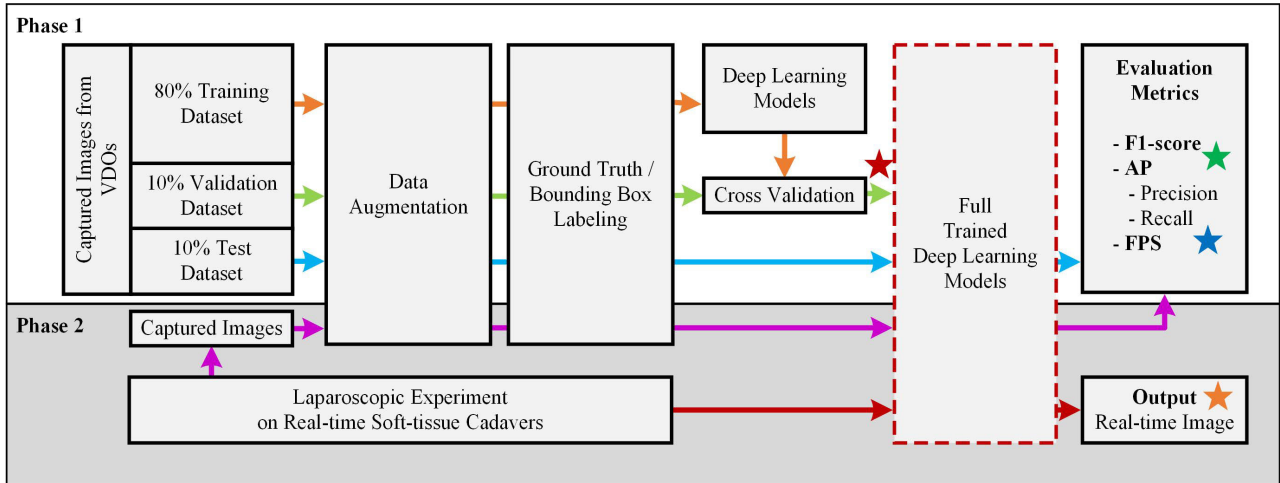 Phase 1
Captured Images from
VDOs
80% Training
Dataset
10% Validation
Dataset
10% Test
Dataset
Data
Augmentation
Ground Truth /
Bounding Box
Labeling
Deep Learning
Models
Cross Validation
Full
Trained
Deep Learning
Models
Evaluation
Metrics
- F1-score
- AP
- Precision
- Recall
- FPS
Phase 2
Captured Images
Laparoscopic Experiment
on Real-time Soft-tissue Cadavers
Output
Real-time Image